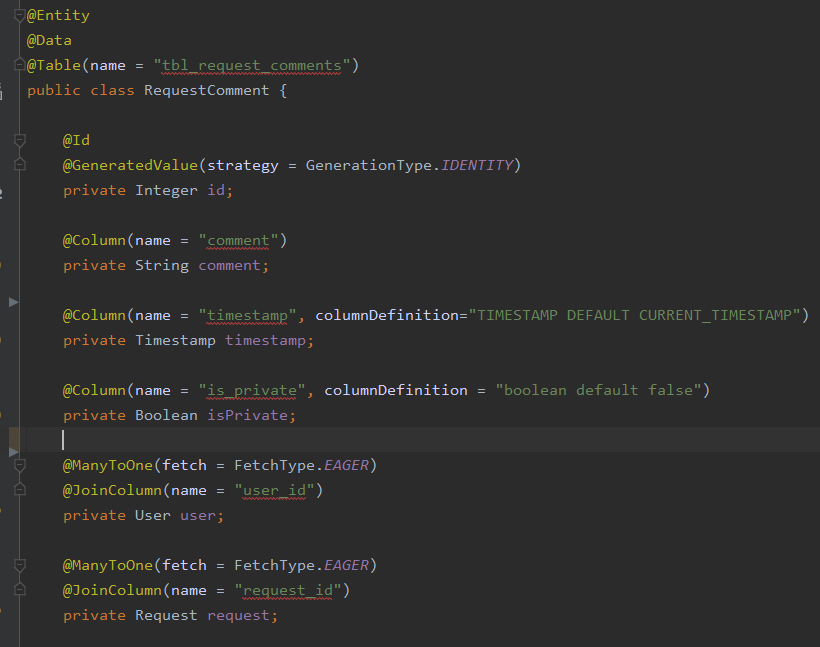 @Entity
@Data
@Table(name = "tbl_request_comments")
public class RequestComment {
@Id
@GeneratedValue(strategy = GenerationType.IDENTITY)
private Integer id;
@Column(name = "comment")
private String comment;
@Column(name = "timestamp", columnDefinition="TIMESTAMP DEFAULT CURRENT_TIMESTAMP")
private Timestamp timestamp;
@Column(name = "is_private", columnDefinition = "boolean default false")
private Boolean isPrivate;
@ManyToOne(fetch = FetchType.EAGER)
@JoinColumn(name = "user_id")
private User user;
@ManyToOne(fetch = FetchType.EAGER)
@JoinColumn(name = "request_id")
private Request request;